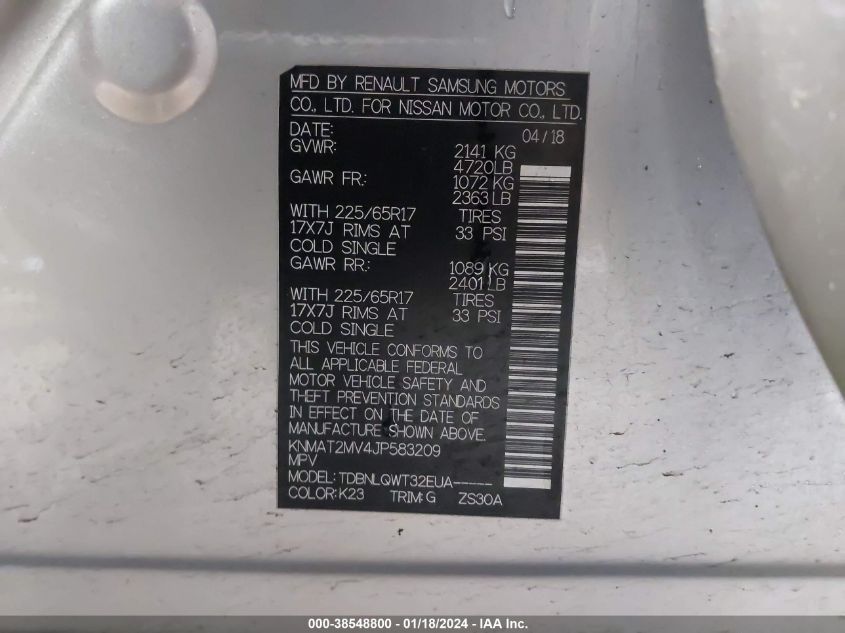 MFD BY RENAULT SAMSUNG MOTORS
CO., LTD. FOR NISSAN MOTOR CO., LTD.
DATE: 04/18
GVWR: 2141 KG
4720LB
GAWR FR.: 1072 KG
2363LB
WITH 225/65R17 TIRES
17X7J RIMS AT 33 PSI
COLD SINGLE
GAWR RR.: 1089 KG
2401LB
WITH 225/65R17 TIRES
17X7J RIMS AT 33 PSI
COLD SINGLE
THIS VEHICLE CONFORMS TO
ALL APPLICABLE FEDERAL
MOTOR VEHICLE SAFETY AND
THEFT PREVENTION STANDARDS
IN EFFECT ON THE DATE OF
MANUFACTURE SHOWN ABOVE.
KNMAT2MV4JP583209
MPV
MODEL: TDBNLQWT32EUA------
COLOR: K23 TRIM: G ZS30A
000-38548800 - 01/18/2024 - IAA Inc.